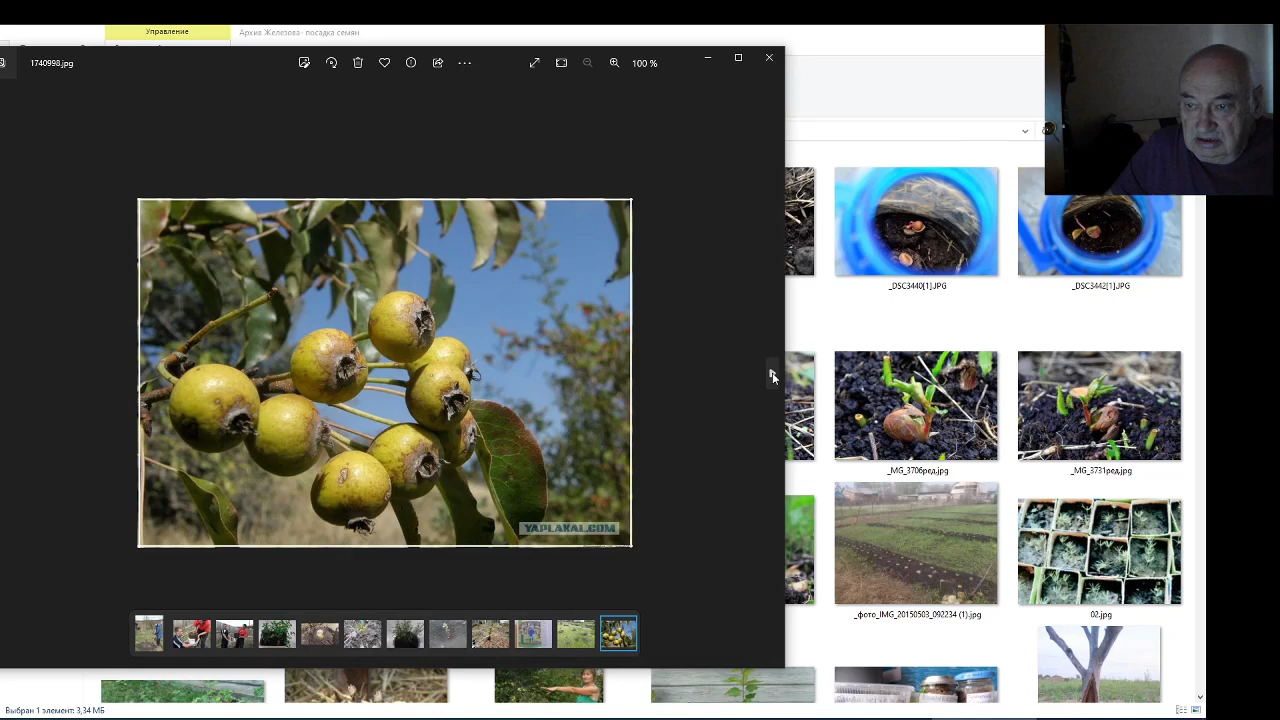 Управление
Архив Железова- посадка семян
1740998.jpg
100 %
YAPLAKAL.COM
_DSC3440[1].JPG
_DSC3442[1].JPG
_MG_3706ред.jpg
_MG_3731ред.jpg
_фото_IMG_20150503_092234 (1).jpg
02.jpg
Выбран 1 элемент: 3,34 МБ